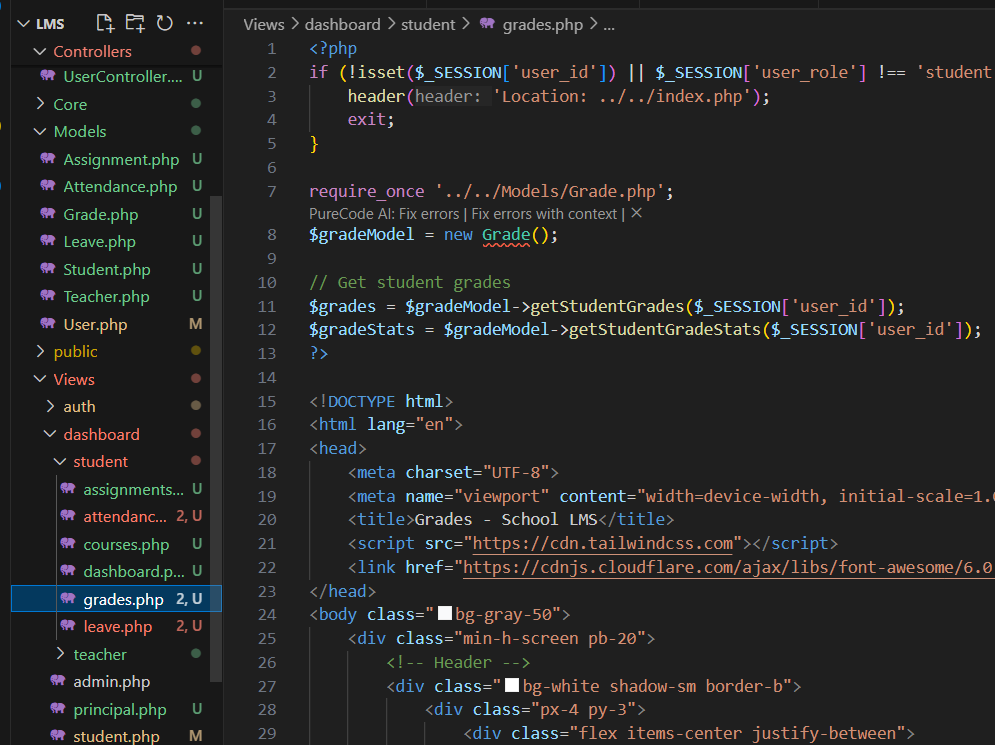 LMS
Controllers
UserController.... U
Core
Models
Assignment.php U
Attendance.php U
Grade.php U
Leave.php U
Student.php U
Teacher.php U
User.php M
public
Views
auth
dashboard
student
assignments... U
attendanc... 2, U
courses.php U
dashboard.p... U
grades.php 2, U
leave.php 2, U
teacher
admin.php
principal.php U
student.php M
Views > dashboard > student > grades.php > ...
1 <?php
2 if (!isset($_SESSION['user_id']) || $_SESSION['user_role'] !== 'student
3 header(header: 'Location: ../../index.php');
4 exit;
5 }
6
7 require_once '../../Models/Grade.php';
PureCode AI: Fix errors | Fix errors with context | ✕
8 $gradeModel = new Grade();
9
10 // Get student grades
11 $grades = $gradeModel->getStudentGrades($_SESSION['user_id']);
12 $gradeStats = $gradeModel->getStudentGradeStats($_SESSION['user_id']);
13 ?>
14
15 <!DOCTYPE html>
16 <html lang="en">
17 <head>
18 <meta charset="UTF-8">
19 <meta name="viewport" content="width=device-width, initial-scale=1.0
20 <title>Grades - School LMS</title>
21 <script src="https://cdn.tailwindcss.com"></script>
22 <link href="https://cdnjs.cloudflare.com/ajax/libs/font-awesome/6.0
23 </head>
24 <body class="bg-gray-50">
25 <div class="min-h-screen pb-20">
26 <!-- Header -->
27 <div class="bg-white shadow-sm border-b">
28 <div class="px-4 py-3">
29 <div class="flex items-center justify-between">